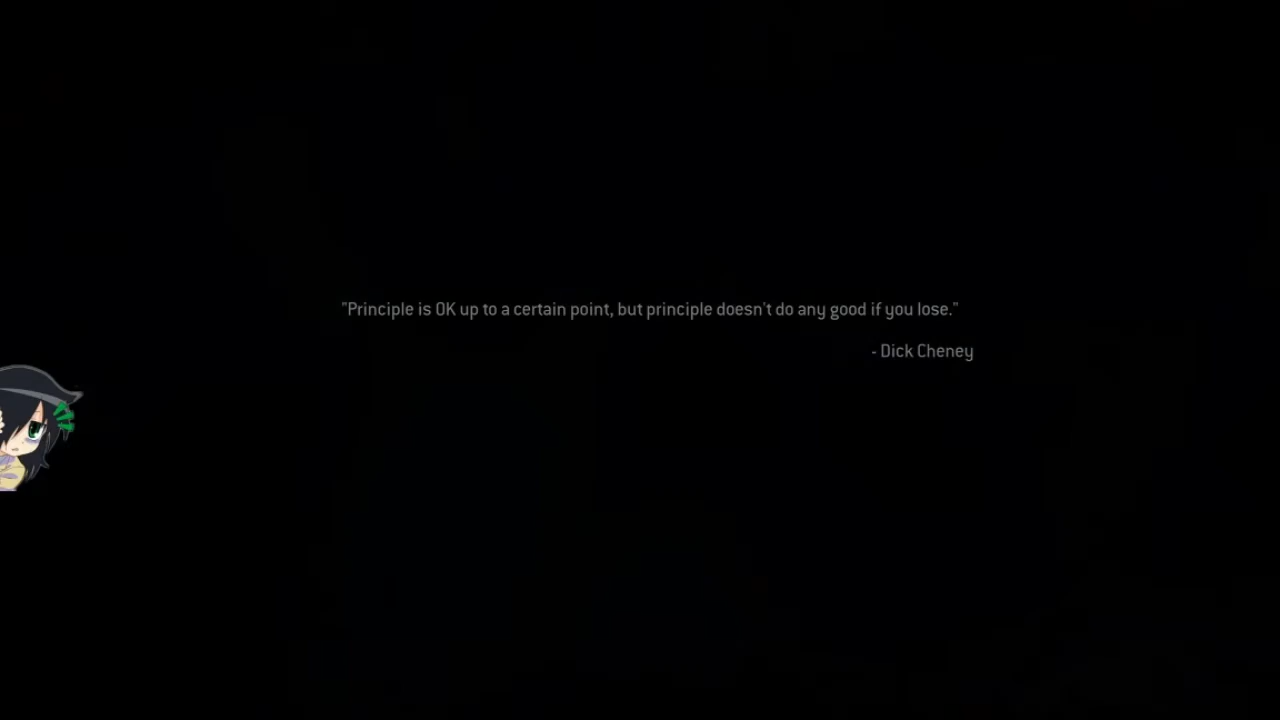 "Principle is OK up to a certain point, but principle doesn't do any good if you lose."
- Dick Cheney